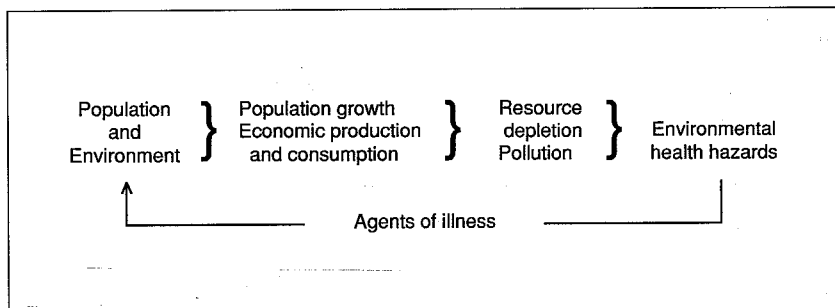 Population
and
Environment
Population growth
Economic production
and consumption
Resource
depletion
Pollution
Environmental
health hazards
Agents of illness